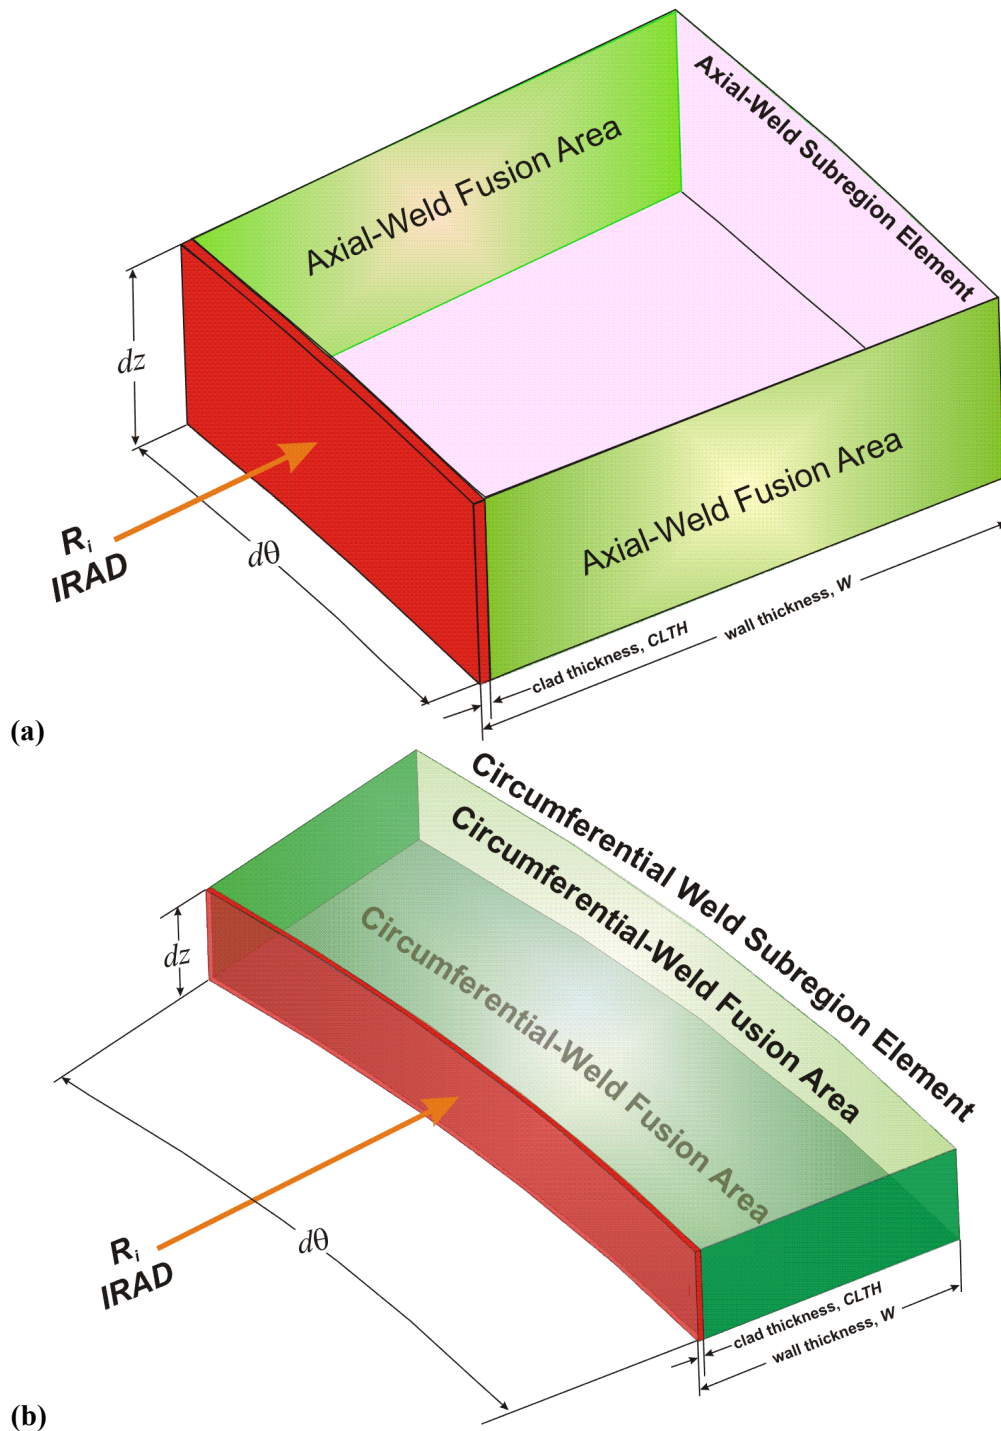 Axial-Weld Subregion Element
Axial-Weld Fusion Area
dz
Axial-Weld Fusion Area
Ri
IRAD
dθ
clad thickness, CLTH
wall thickness, W
(a)
Circumferential Weld Subregion Element
Circumferential-Weld Fusion Area
Circumferential-Weld Fusion Area
dz
Ri
IRAD
dθ
clad thickness, CLTH
wall thickness, W
(b)